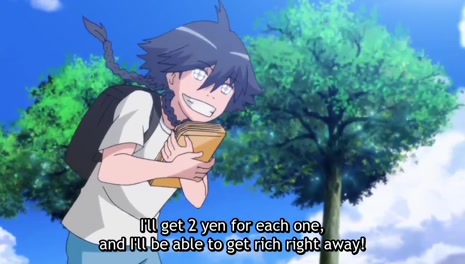 I'll get 2 yen for each one,
and I'll be able to get rich right away!